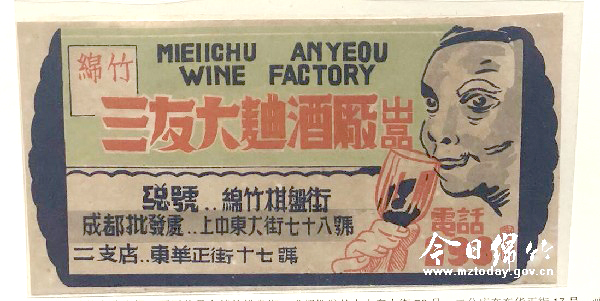 綿竹
MIEIICHU ANYEOU
WINE FACTORY
三友大麯酒廠出品
總號..綿竹棋盤街
成都批發處..上中東大街七十八號
二支店..東華正街十七號
電話
今日绵竹
www.mztoday.gov.cn